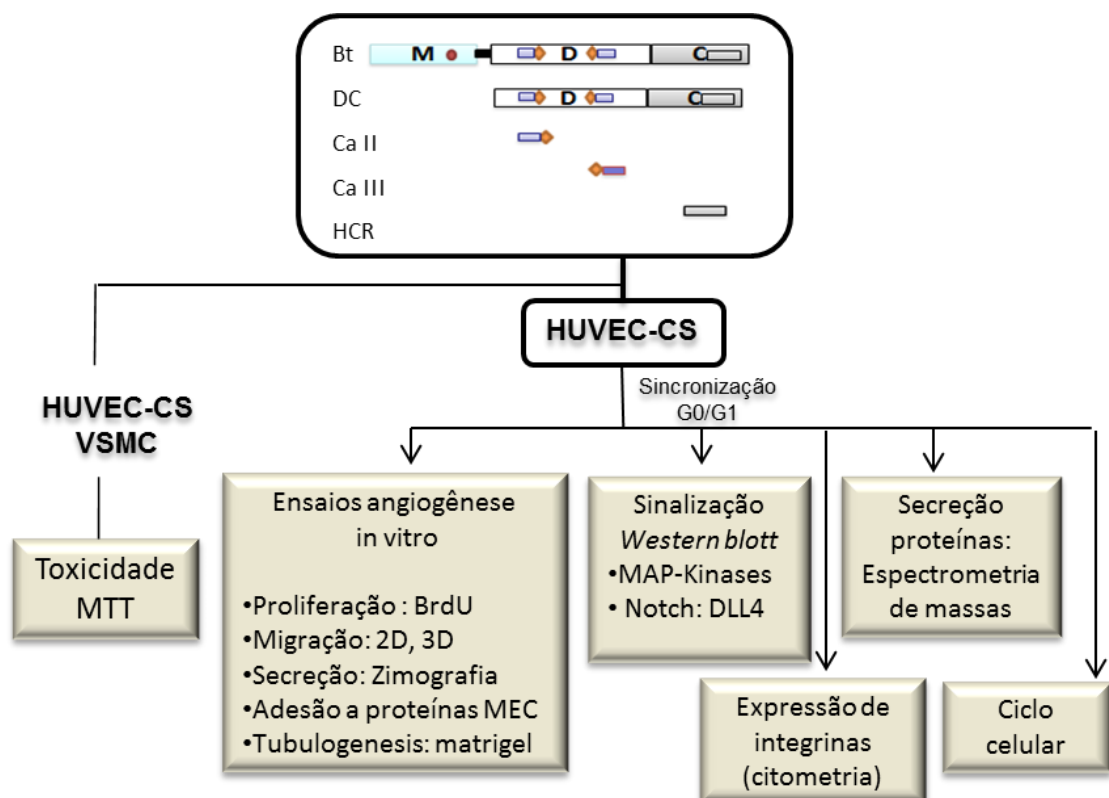 Bt
M
D
C
DC
D
C
Ca II
Ca III
HCR
HUVEC-CS
Sincronização
G0/G1
HUVEC-CS
VSMC
Toxicidade
MTT
Ensaios angiogênese
in vitro
•Proliferação : BrdU
•Migração: 2D, 3D
•Secreção: Zimografia
•Adesão a proteínas MEC
•Tubulogenesis: matrigel
Sinalização
Western blott
•MAP-Kinases
• Notch: DLL4
Secreção
proteínas:
Espectrometria
de massas
Expressão de
integrinas
(citometria)
Ciclo
celular